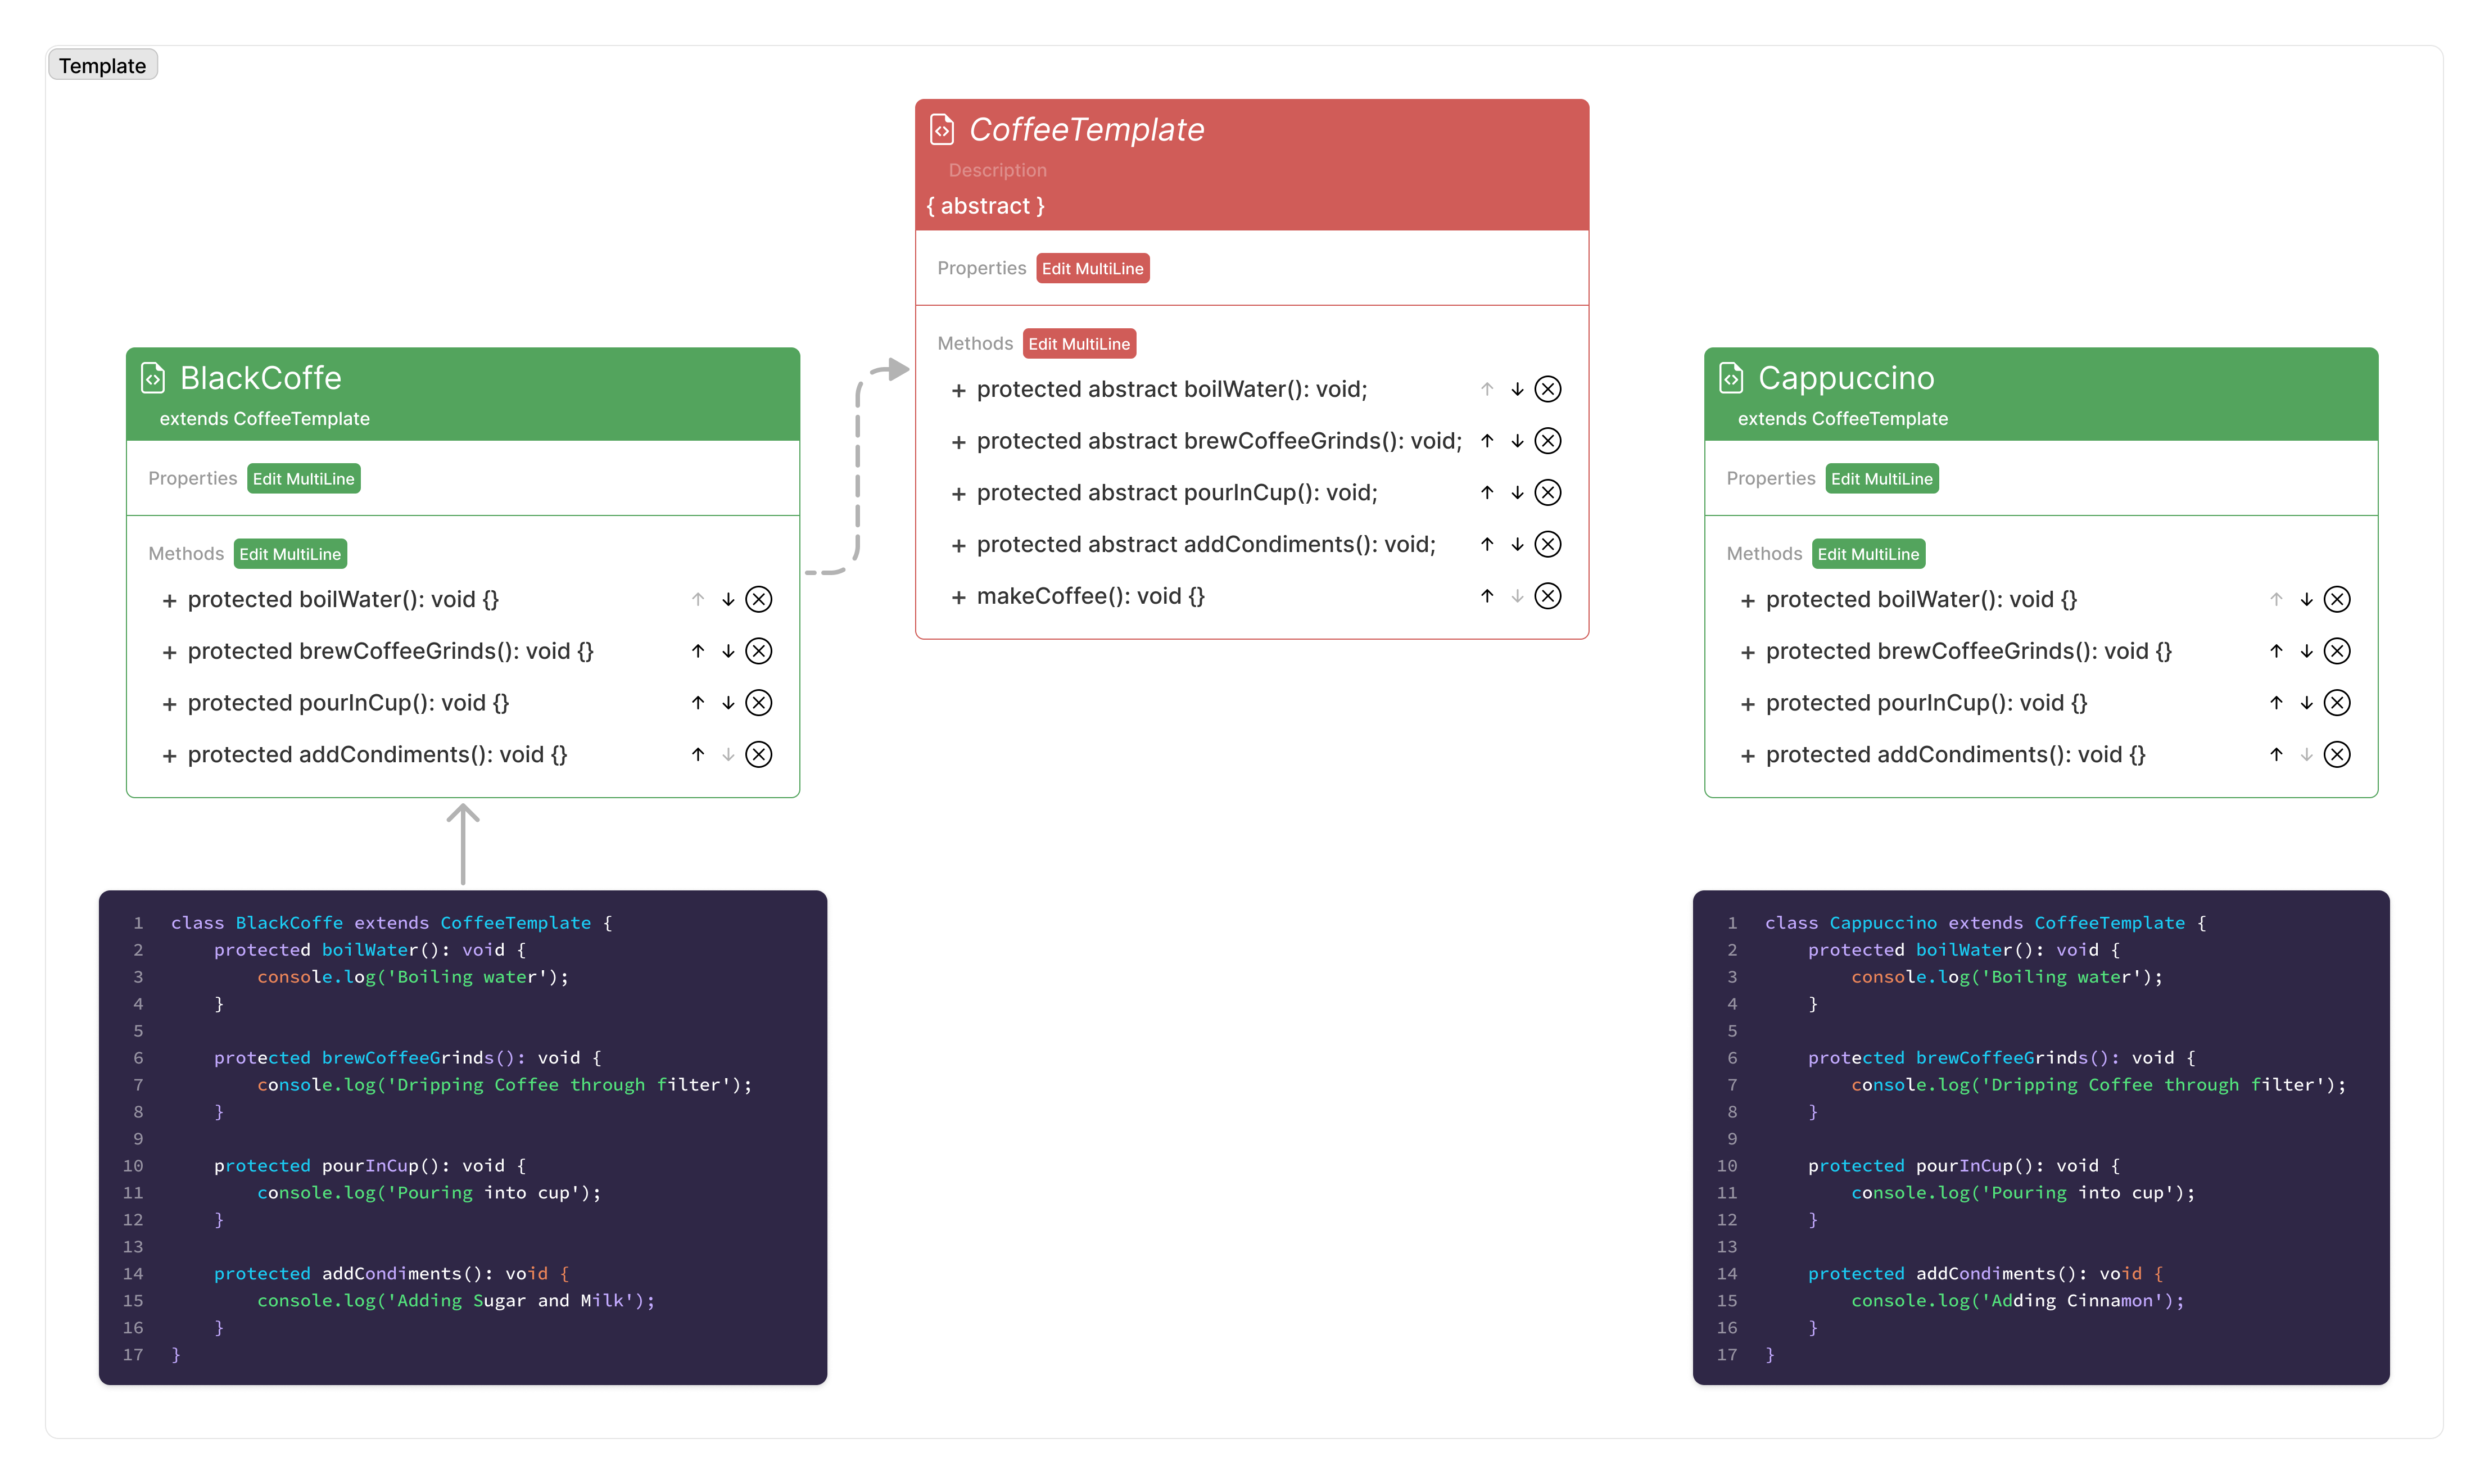 Template
CoffeeTemplate
Description
{ abstract }
Properties Edit MultiLine
Methods Edit MultiLine
+ protected abstract boilWater(): void;
+ protected abstract brewCoffeeGrinds(): void;
+ protected abstract pourInCup(): void;
+ protected abstract addCondiments(): void;
+ makeCoffee(): void {}
BlackCoffe
extends CoffeeTemplate
Properties Edit MultiLine
Methods Edit MultiLine
+ protected boilWater(): void {}
+ protected brewCoffeeGrinds(): void {}
+ protected pourInCup(): void {}
+ protected addCondiments(): void {}
Cappuccino
extends CoffeeTemplate
Properties Edit MultiLine
Methods Edit MultiLine
+ protected boilWater(): void {}
+ protected brewCoffeeGrinds(): void {}
+ protected pourInCup(): void {}
+ protected addCondiments(): void {}
1 class BlackCoffe extends CoffeeTemplate {
2 protected boilWater(): void {
3 console.log('Boiling water');
4 }
5
6 protected brewCoffeeGrinds(): void {
7 console.log('Dripping Coffee through filter');
8 }
9
10 protected pourInCup(): void {
11 console.log('Pouring into cup');
12 }
13
14 protected addCondiments(): void {
15 console.log('Adding Sugar and Milk');
16 }
17 }
1 class Cappuccino extends CoffeeTemplate {
2 protected boilWater(): void {
3 console.log('Boiling water');
4 }
5
6 protected brewCoffeeGrinds(): void {
7 console.log('Dripping Coffee through filter');
8 }
9
10 protected pourInCup(): void {
11 console.log('Pouring into cup');
12 }
13
14 protected addCondiments(): void {
15 console.log('Adding Cinnamon');
16 }
17 }